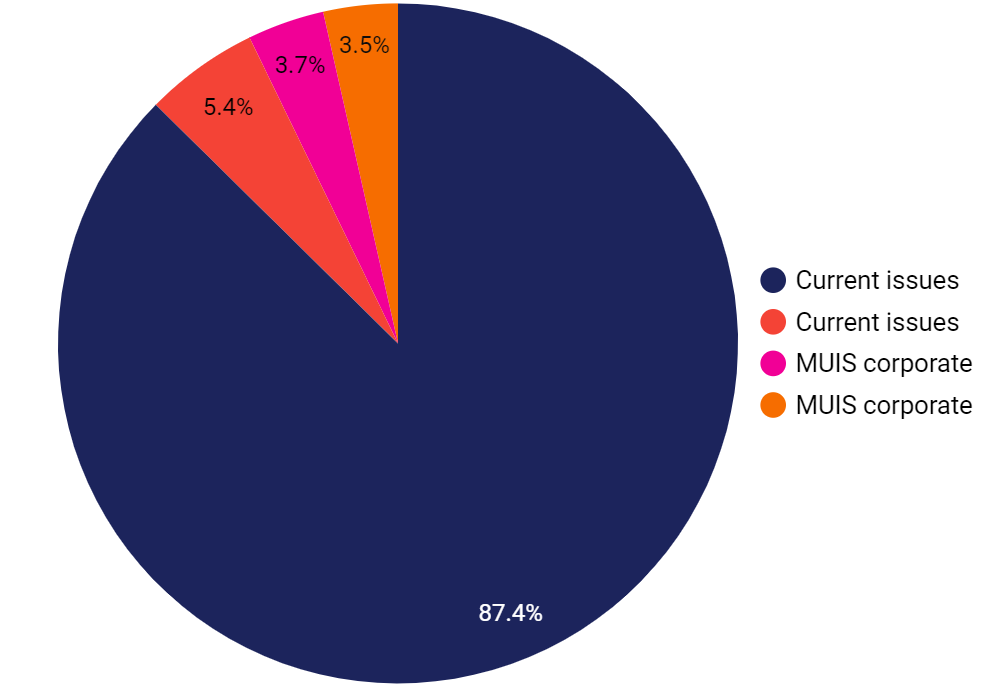 3.5%
3.7%
5.4%
Current issues
Current issues
MUIS corporate
MUIS corporate
87.4%